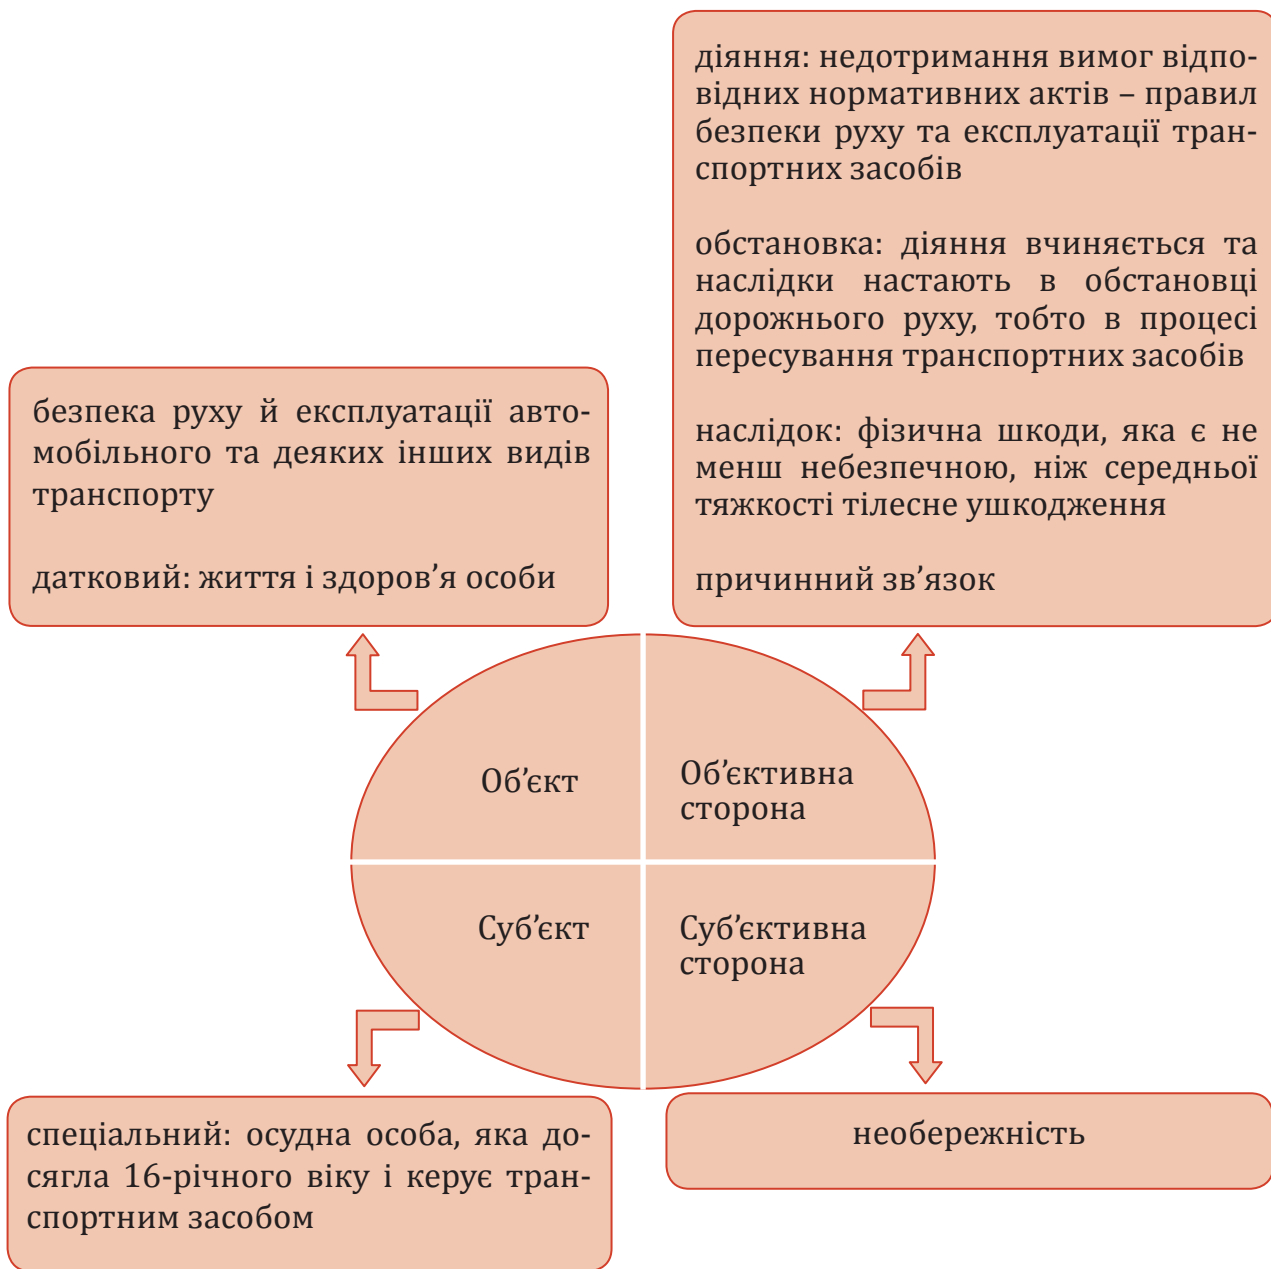 діяння: недотримання вимог відпо-
відних нормативних актів – правил
безпеки руху та експлуатації тран-
спортних засобів
обстановка: діяння вчиняється та
наслідки настають в обстановці
дорожнього руху, тобто в процесі
пересування транспортних засобів
наслідок: фізична шкоди, яка є не
менш небезпечною, ніж середньої
тяжкості тілесне ушкодження
причинний зв’язок
безпека руху й експлуатації авто-
мобільного та деяких інших видів
транспорту
датковий: життя і здоров’я особи
Об’єкт
Об’єктивна
сторона
Суб’єкт
Суб’єктивна
сторона
спеціальний: осудна особа, яка до-
сягла 16-річного віку і керує тран-
спортним засобом
необережність